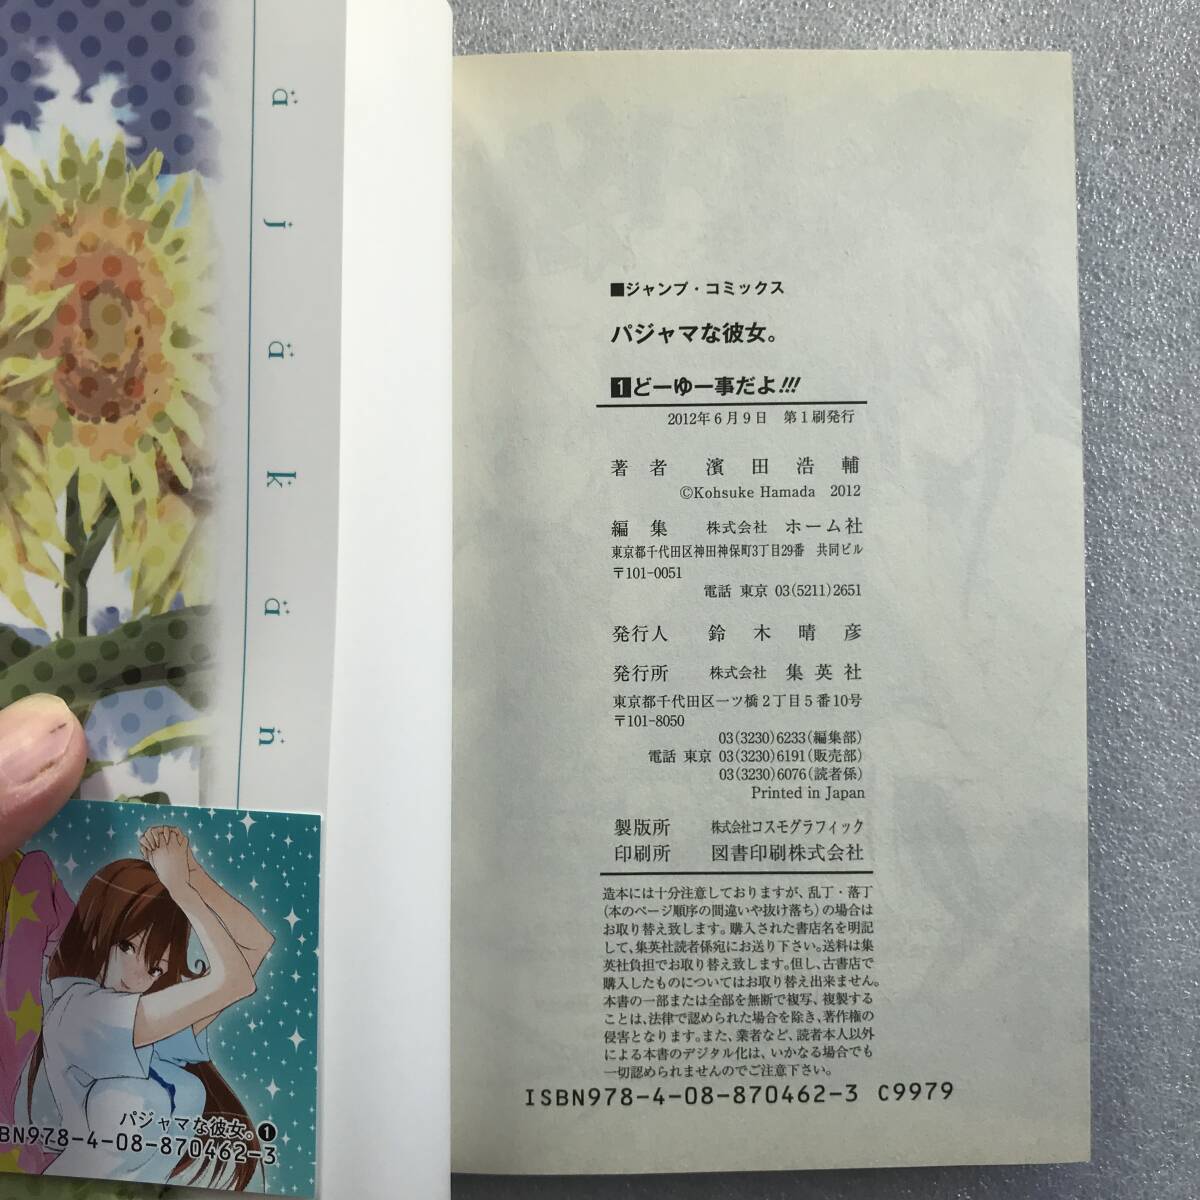 ä
j
ä
k
ä
n
■ジャンプ・コミックス
パジャマな彼女。
1どーゆー事だよ!!!
2012年6月9日 第1刷発行
著者 濱田浩輔
©Kohsuke Hamada 2012
編集 株式会社 ホーム社
東京都千代田区神田神保町3丁目29番 共同ビル
〒101-0051
電話 東京 03(5211)2651
発行人 鈴木晴彦
発行所 株式会社 集英社
東京都千代田区一ツ橋2丁目5番10号
〒101-8050
03(3230)6233(編集部)
電話 東京 03(3230)6191(販売部)
03(3230)6076(読者係)
Printed in Japan
製版所 株式会社コスモグラフィック
印刷所 図書印刷株式会社
造本には十分注意しておりますが、乱丁・落丁
(本のページ順序の間違いや抜け落ち)の場合は
お取り替え致します。購入された書店名を明記
して、集英社読者係宛にお送り下さい。送料は集
英社負担でお取り替え致します。但し、古書店で
購入したものについてはお取り替え出来ません。
本書の一部または全部を無断で複写、複製する
ことは、法律で認められた場合を除き、著作権の
侵害となります。また、業者など、読者本人以外
による本書のデジタル化は、いかなる場合でも
一切認められませんのでご注意下さい。
ISBN978-4-08-870462-3 C9979
パジャマな彼女。❶
BN978-4-08-870462-3